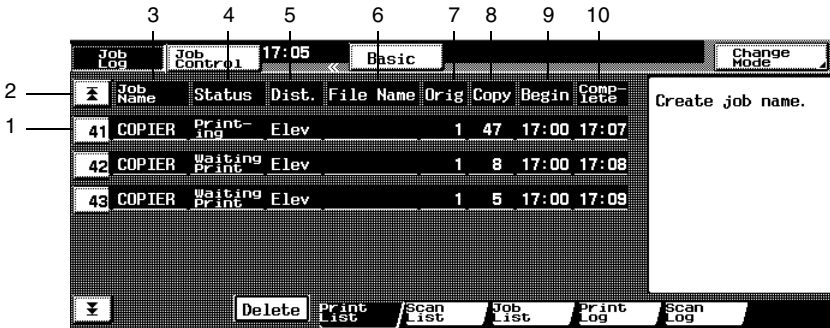 3 4 5 6 7 8 9 10
Job Log Job Control 17:05 « Basic Change Mode
2 Job Name Status Dist. File Name Orig Copy Begin Comp-lete Create job name.
1 41 COPIER Print-ing Elev 1 47 17:00 17:07
42 COPIER Waiting Print Elev 1 8 17:00 17:08
43 COPIER Waiting Print Elev 1 5 17:00 17:09
Delete Print List Scan List Job List Print Log Scan Log